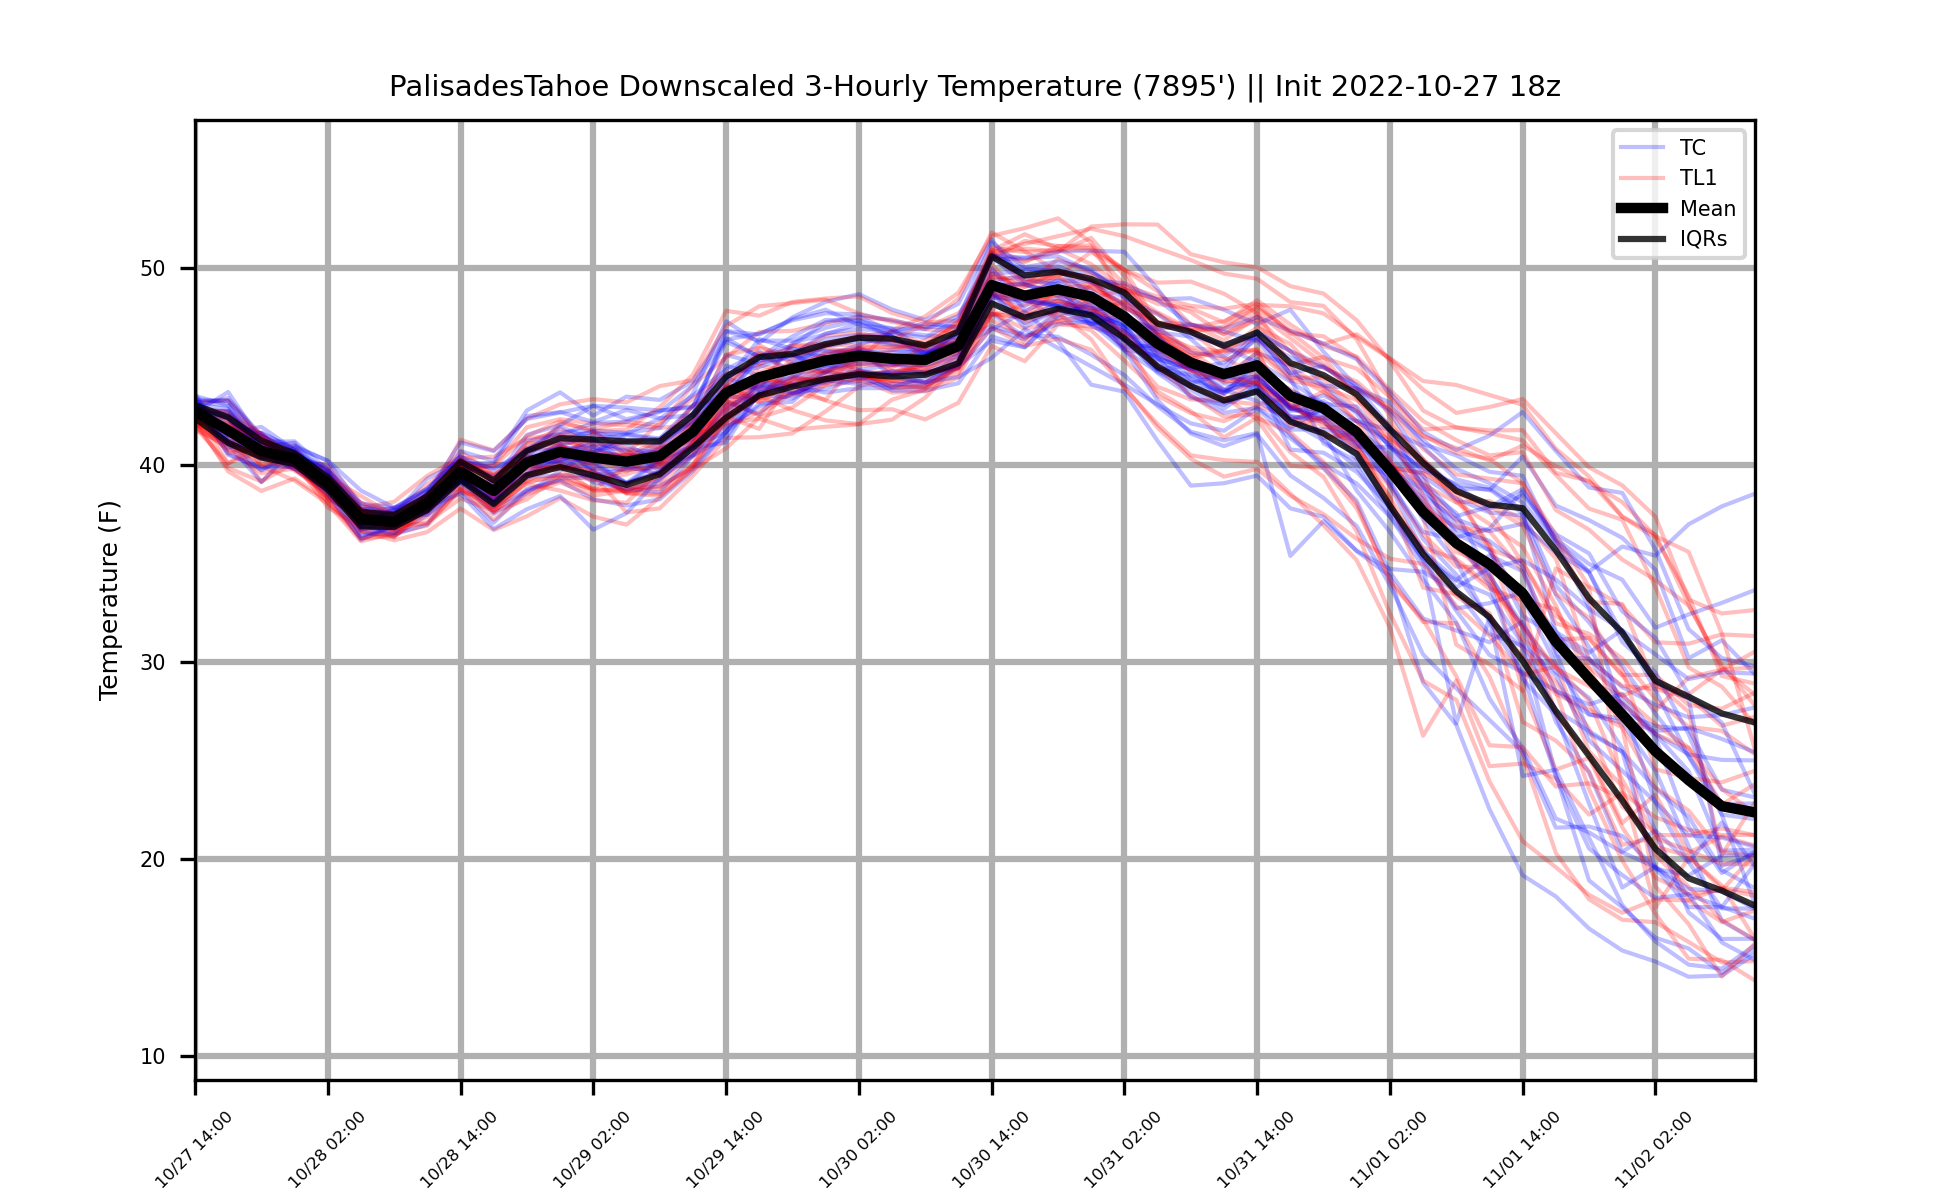 PalisadesTahoe Downscaled 3-Hourly Temperature (7895') || Init 2022-10-27 18z
TC
TL1
Mean
IQRs
Temperature (F)
50
40
30
20
10
10/27 14:00
10/28 02:00
10/28 14:00
10/29 02:00
10/29 14:00
10/30 02:00
10/30 14:00
10/31 02:00
10/31 14:00
11/01 02:00
11/01 14:00
11/02 02:00